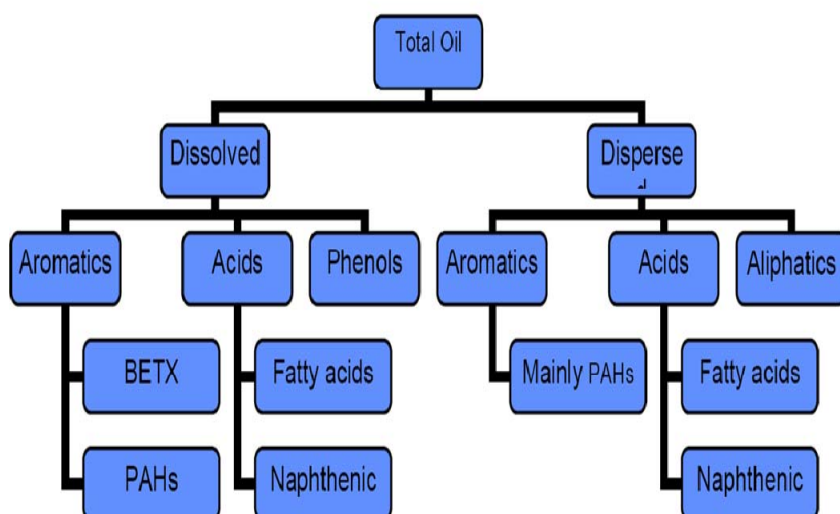 Total Oil
Dissolved
Disperse
d
Aromatics
Acids
Phenols
Aromatics
Acids
Aliphatics
BETX
Fatty acids
Mainly PAHs
Fatty acids
PAHs
Naphthenic
Naphthenic